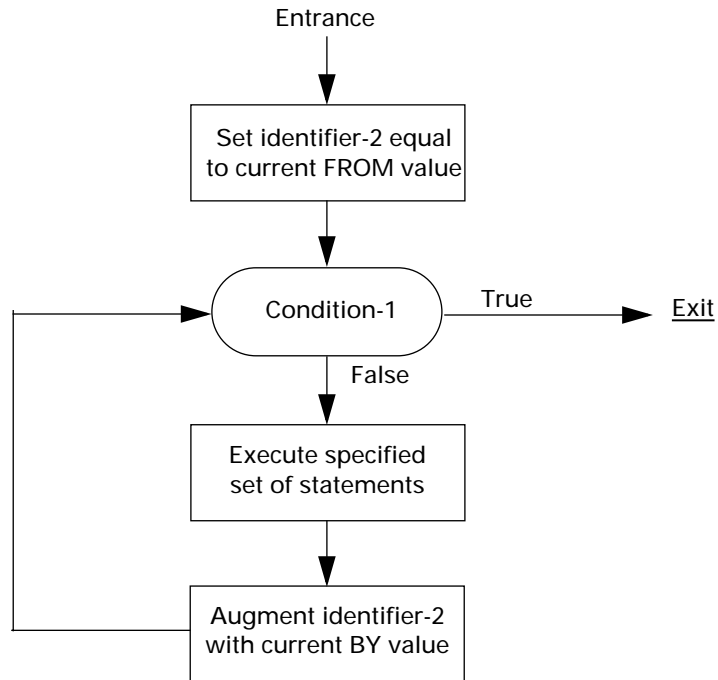 Entrance
Set identifier-2 equal
to current FROM value
Condition-1
True
Exit
False
Execute specified
set of statements
Augment identifier-2
with current BY value